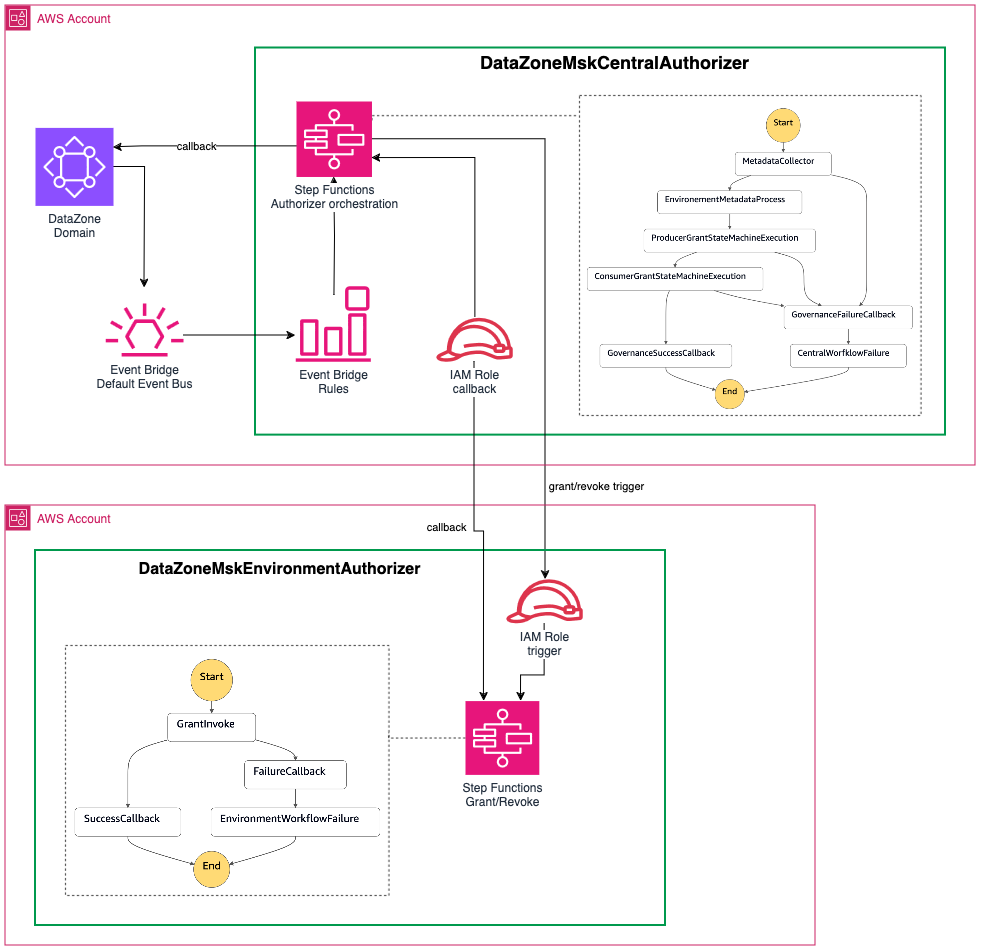 AWS Account
DataZoneMskCentralAuthorizer
Start
MetadataCollector
callback
Step Functions
Authorizer orchestration
EnvironementMetadataProcess
DataZone
Domain
ProducerGrantStateMachineExecution
ConsumerGrantStateMachineExecution
GovernanceFailureCallback
GovernanceSuccessCallback
CentralWorfklowFailure
Event Bridge
Default Event Bus
Event Bridge
Rules
IAM Role
callback
End
grant/revoke trigger
AWS Account
callback
DataZoneMskEnvironmentAuthorizer
IAM Role
trigger
Start
GrantInvoke
FailureCallback
SuccessCallback
EnvironmentWorkflowFailure
End
Step Functions
Grant/Revoke